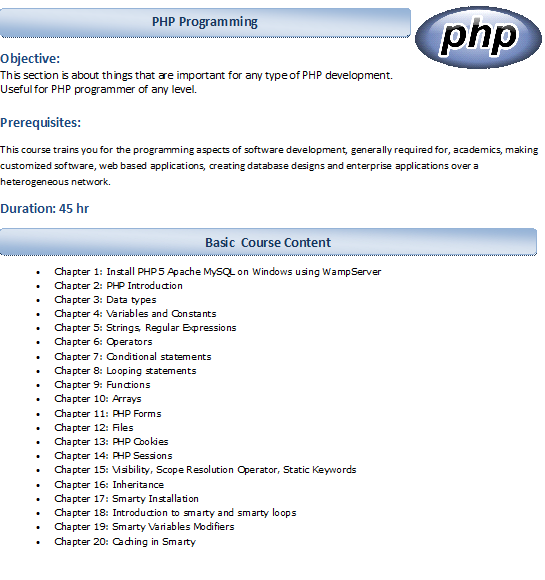 PHP Programming
php
Objective:
This section is about things that are important for any type of PHP development.
Useful for PHP programmer of any level.
Prerequisites:
This course trains you for the programming aspects of software development, generally required for, academics, making
customized software, web based applications, creating database designs and enterprise applications over a
heterogeneous network.
Duration: 45 hr
Basic Course Content
• Chapter 1: Install PHP 5 Apache MySQL on Windows using WampServer
• Chapter 2: PHP Introduction
• Chapter 3: Data types
• Chapter 4: Variables and Constants
• Chapter 5: Strings, Regular Expressions
• Chapter 6: Operators
• Chapter 7: Conditional statements
• Chapter 8: Looping statements
• Chapter 9: Functions
• Chapter 10: Arrays
• Chapter 11: PHP Forms
• Chapter 12: Files
• Chapter 13: PHP Cookies
• Chapter 14: PHP Sessions
• Chapter 15: Visibility, Scope Resolution Operator, Static Keywords
• Chapter 16: Inheritance
• Chapter 17: Smarty Installation
• Chapter 18: Introduction to smarty and smarty loops
• Chapter 19: Smarty Variables Modifiers
• Chapter 20: Caching in Smarty